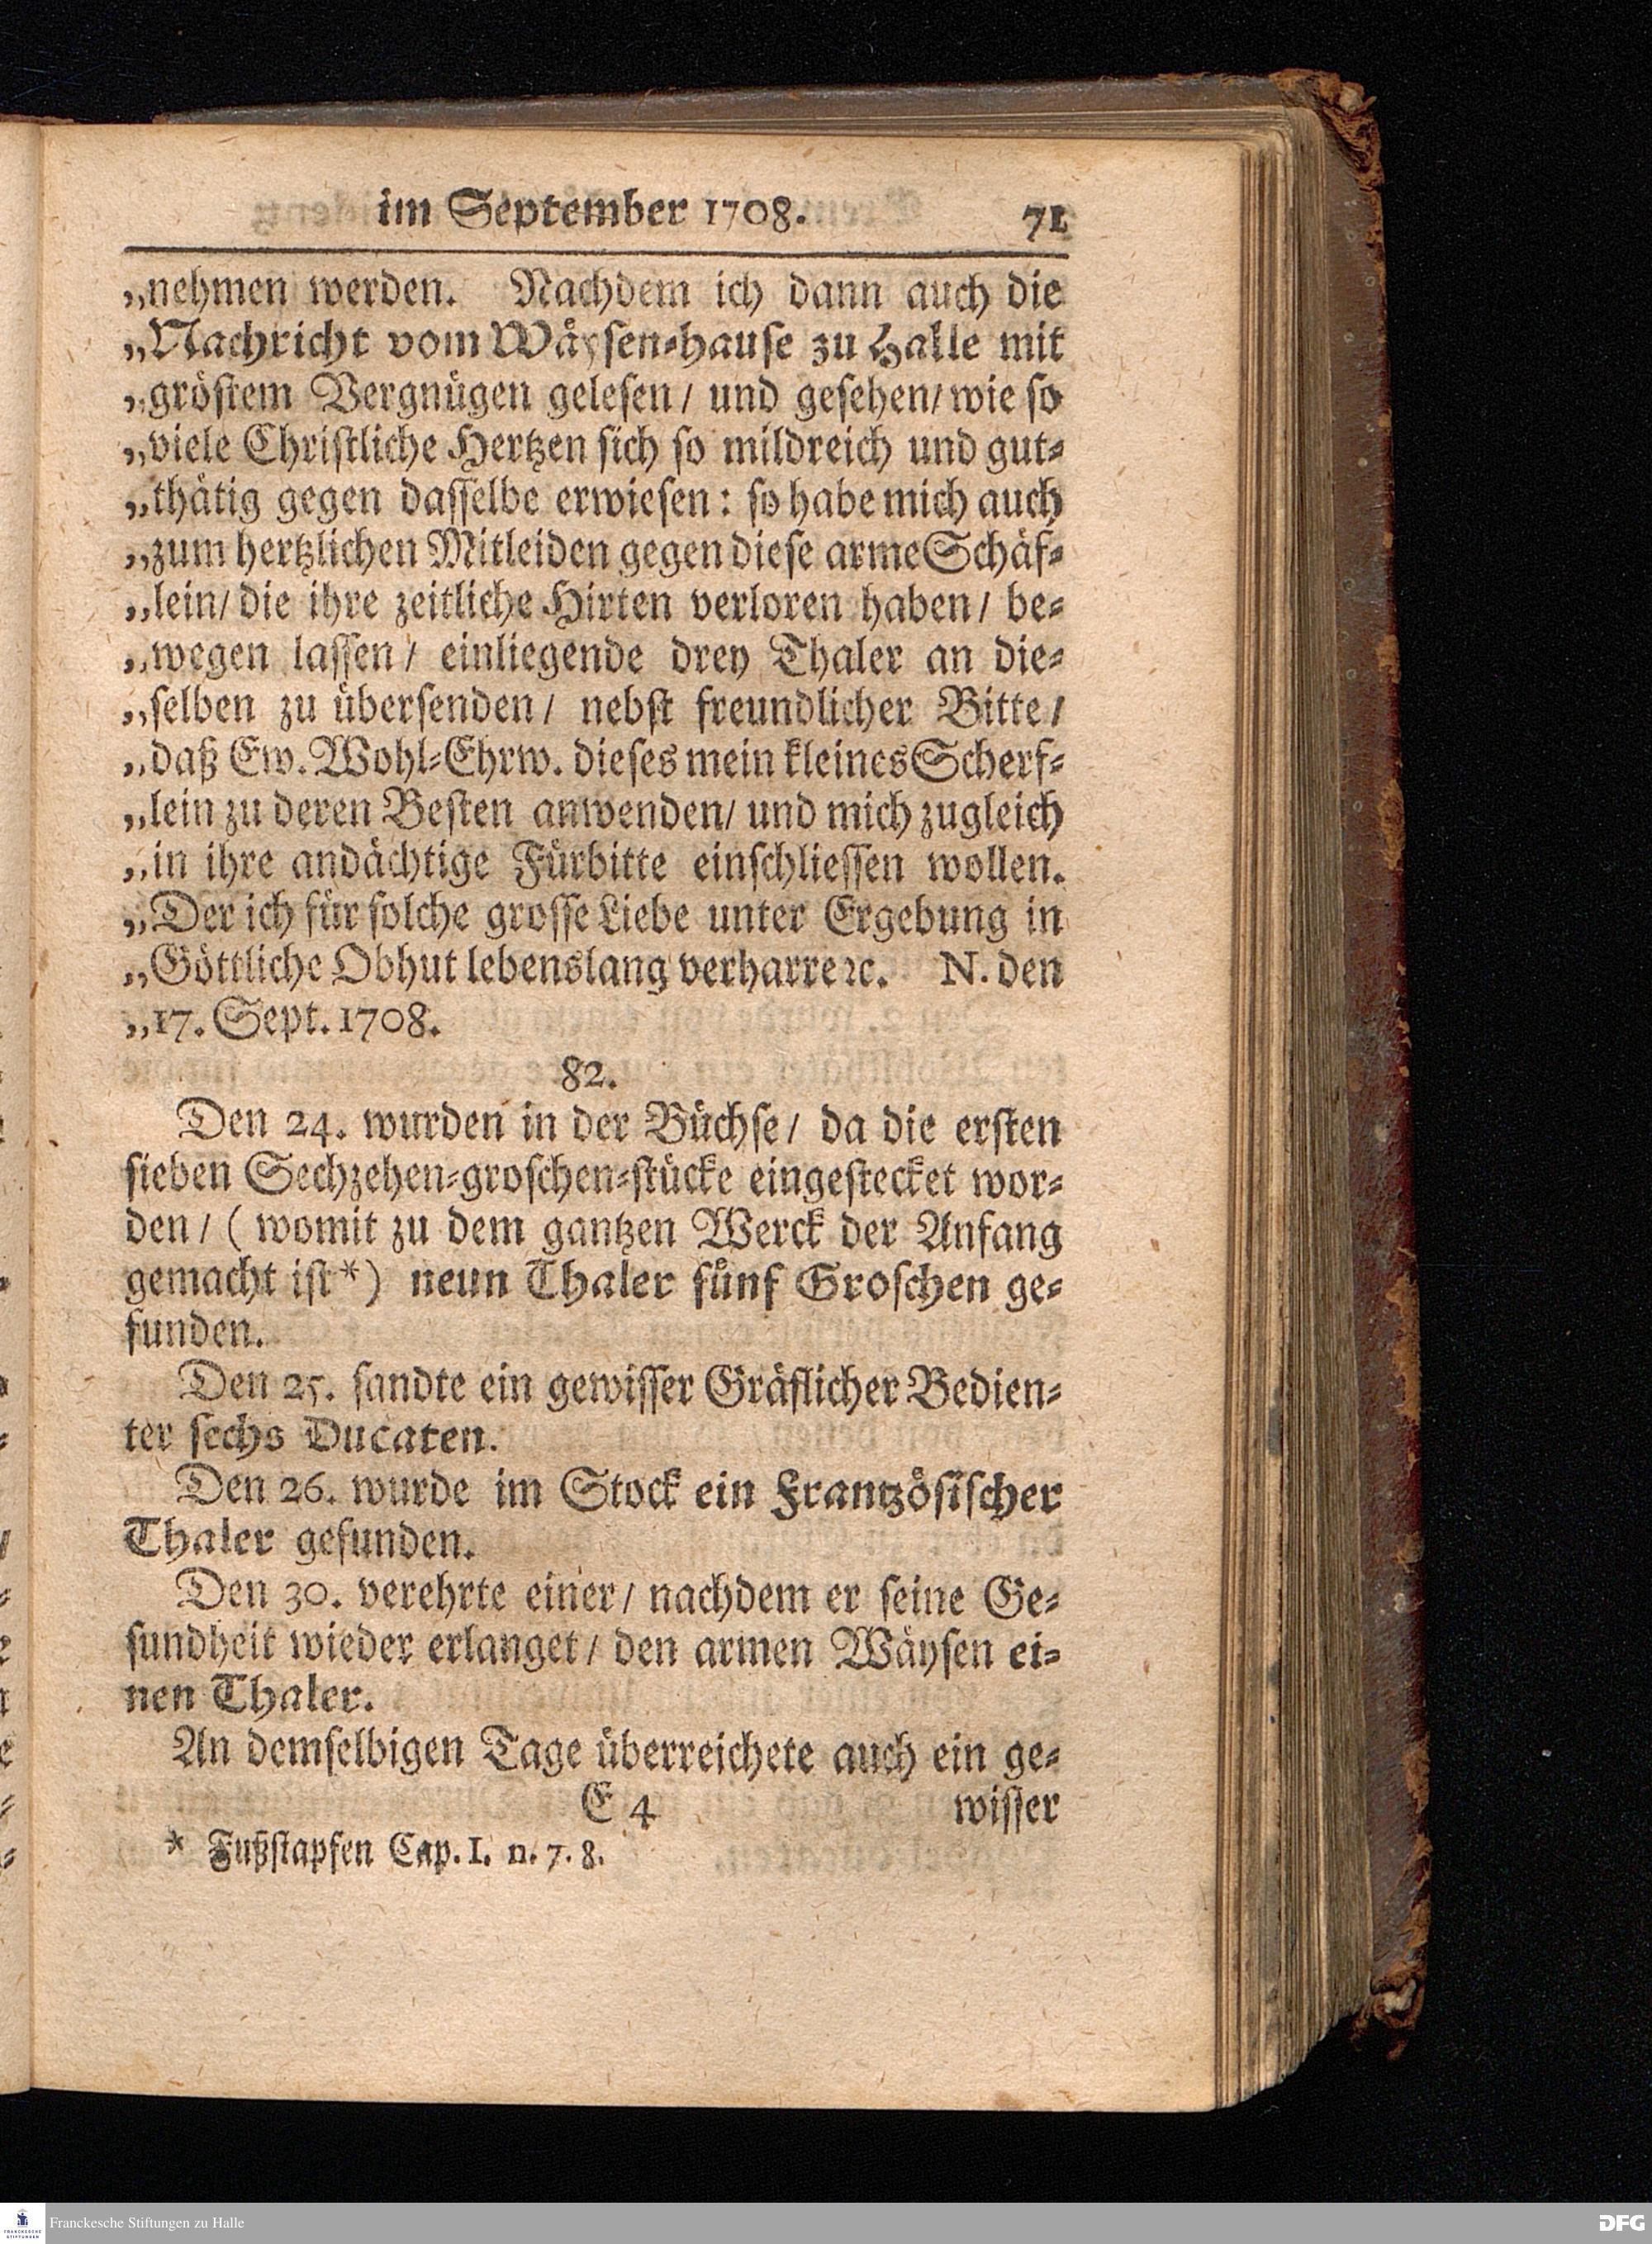 im September 1708. 71
„nehmen werden. Nachdem ich dann auch die
„Nachricht vom Wäysen-hause zu Halle mit
„gröstem Vergnügen gelesen/ und gesehen/ wie so
„viele Christliche Hertzen sich so mildreich und gut-
„thätig gegen dasselbe erwiesen: so habe mich auch
„zum hertzlichen Mitleiden gegen diese arme Schäf-
„lein/ die ihre zeitliche Hirten verloren haben/ be-
„wegen lassen/ einliegende drey Thaler an die-
„selben zu übersenden/ nebst freundlicher Bitte/
„daß Ew. Wohl-Ehrw. dieses mein kleines Scherf-
„lein zu deren Besten anwenden/ und mich zugleich
„in ihre andächtige Fürbitte einschliessen wollen.
„Der ich für solche grosse Liebe unter Ergebung in
„Göttliche Obhut lebenslang verharre ꝛc. N. den
„17. Sept. 1708.
82.
Den 24. wurden in der Büchse/ da die ersten
sieben Sechzehen-groschen-stücke eingestecket wor-
den/ (womit zu dem gantzen Werck der Anfang
gemacht ist*) neun Thaler fünf Groschen ge-
funden.
Den 25. sandte ein gewisser Gräflicher Bedien-
ter sechs Ducaten.
Den 26. wurde im Stock ein Frantzösischer
Thaler gefunden.
Den 30. verehrte einer/ nachdem er seine Ge-
sundheit wieder erlanget/ den armen Wäysen ei-
nen Thaler.
An demselbigen Tage überreichete auch ein ge-
E 4 wisser
* Fußstapfen Cap. I. n. 7. 8.
FRANCKESCHE STIFTUNGEN
Franckesche Stiftungen zu Halle
DFG